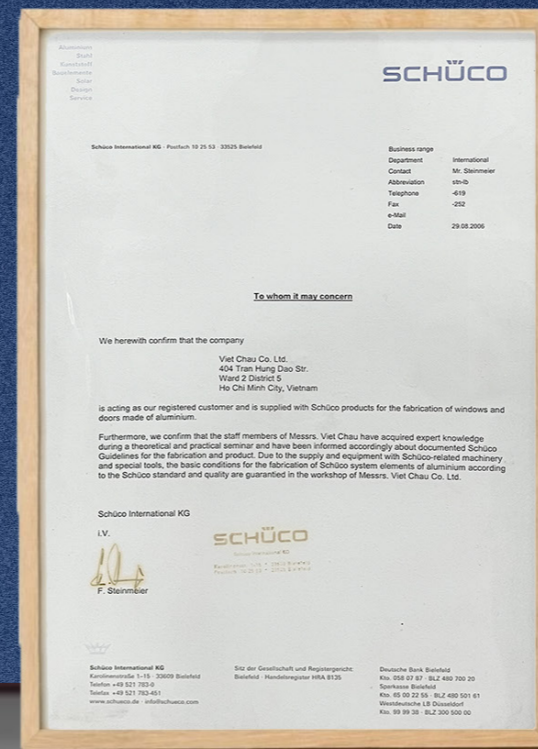 Aluminium
Stahl
Kunststoff
Bauelemente
Solar
Design
Service
SCHÜCO
Schüco International KG · Postfach 10 25 53 · 33525 Bielefeld
Business range
Department International
Contact Mr. Steinmeier
Abbreviation stn-lb
Telephone -619
Fax -252
e-Mail
Date 29.08.2006
To whom it may concern
We herewith confirm that the company
Viet Chau Co. Ltd.
404 Tran Hung Dao Str.
Ward 2 District 5
Ho Chi Minh City, Vietnam
is acting as our registered customer and is supplied with Schüco products for the fabrication of windows and
doors made of aluminium.
Furthermore, we confirm that the staff members of Messrs. Viet Chau have acquired expert knowledge
during a theoretical and practical seminar and have been informed accordingly about documented Schüco
Guidelines for the fabrication and product. Due to the supply and equipment with Schüco-related machinery
and special tools, the basic conditions for the fabrication of Schüco system elements of aluminium according
to the Schüco standard and quality are guarantied in the workshop of Messrs. Viet Chau Co. Ltd.
Schüco International KG
i.V.
SCHÜCO
Schüco International KG
F. Steinmeier
Schüco International KG
Karolinenstraße 1-15 · 33609 Bielefeld
Telefon +49 521 783-0
Telefax +49 521 783-451
www.schueco.de · info@schueco.com
Sitz der Gesellschaft und Registergericht:
Bielefeld · Handelsregister HRA 8135
Deutsche Bank Bielefeld
Kto. 058 07 87 · BLZ 480 700 20
Sparkasse Bielefeld
Kto. 65 00 22 55 · BLZ 480 501 61
Westdeutsche LB Düsseldorf
Kto. 99 99 38 · BLZ 300 500 00